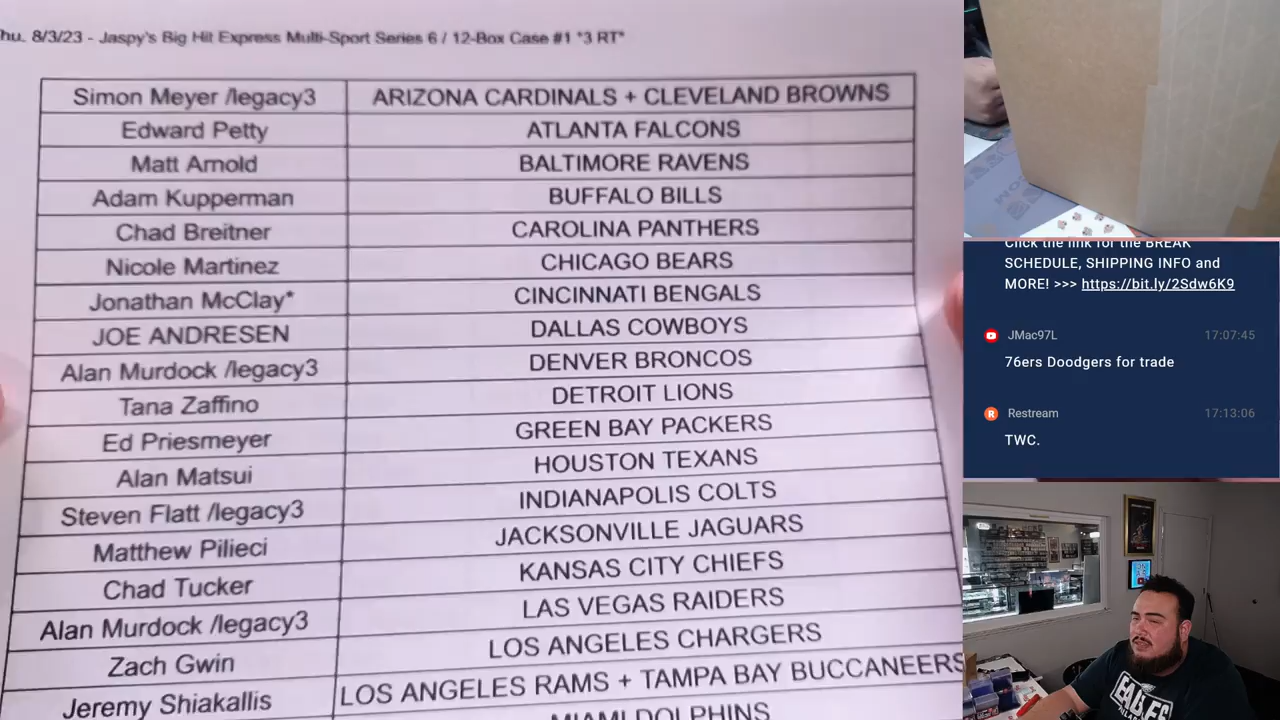 hu. 8/3/23 - Jaspy's Big Hit Express Multi-Sport Series 6 / 12-Box Case #1 *3 RT*
Simon Meyer /legacy3 ARIZONA CARDINALS + CLEVELAND BROWNS
Edward Petty ATLANTA FALCONS
Matt Arnold BALTIMORE RAVENS
Adam Kupperman BUFFALO BILLS
Chad Breitner CAROLINA PANTHERS
Nicole Martinez CHICAGO BEARS
Jonathan McClay* CINCINNATI BENGALS
JOE ANDRESEN DALLAS COWBOYS
Alan Murdock /legacy3 DENVER BRONCOS
Tana Zaffino DETROIT LIONS
Ed Priesmeyer GREEN BAY PACKERS
Alan Matsui HOUSTON TEXANS
Steven Flatt /legacy3 INDIANAPOLIS COLTS
Matthew Pilieci JACKSONVILLE JAGUARS
Chad Tucker KANSAS CITY CHIEFS
Alan Murdock /legacy3 LAS VEGAS RAIDERS
Zach Gwin LOS ANGELES CHARGERS
Jeremy Shiakallis LOS ANGELES RAMS + TAMPA BAY BUCCANEERS
MIAMI DOLPHINS
Click the link for the BREAK
SCHEDULE, SHIPPING INFO and
MORE! >>> https://bit.ly/2Sdw6K9
JMac97L 17:07:45
76ers Doodgers for trade
Restream 17:13:06
TWC.
EAGLES